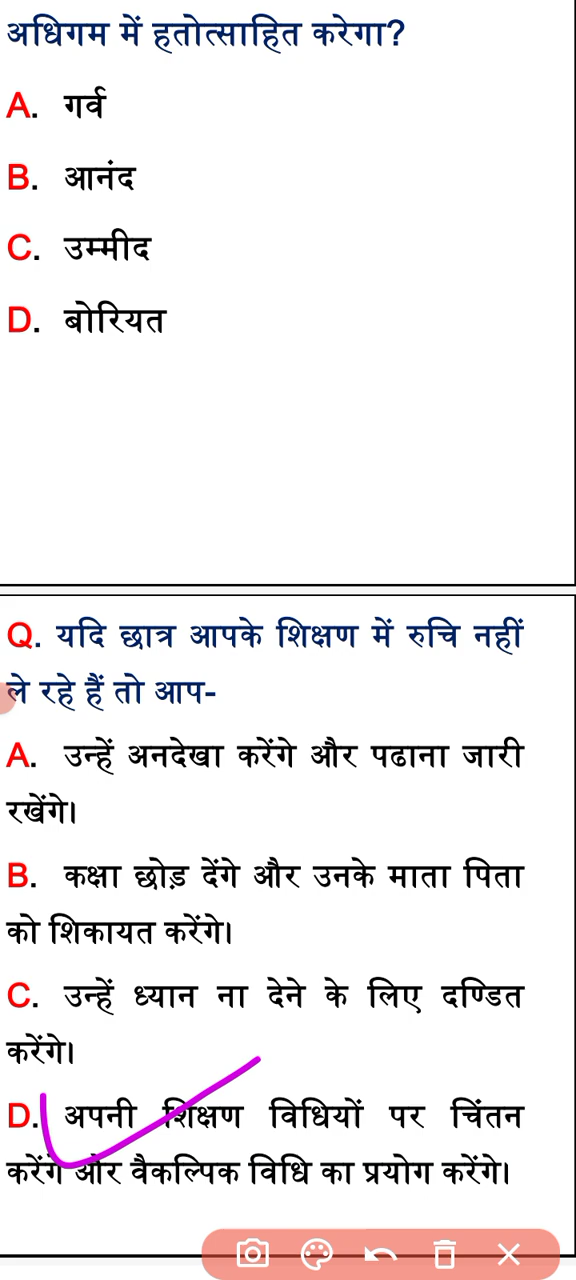 अधिगम में हतोत्साहित करेगा?
A. गर्व
B. आनंद
C. उम्मीद
D. बोरियत
Q. यदि छात्र आपके शिक्षण में रुचि नहीं
ले रहे हैं तो आप-
A. उन्हें अनदेखा करेंगे और पढाना जारी
रखेंगे।
B. कक्षा छोड़ देंगे और उनके माता पिता
को शिकायत करेंगे।
C. उन्हें ध्यान ना देने के लिए दण्डित
करेंगे।
D. अपनी शिक्षण विधियों पर चिंतन
करेंगे और वैकल्पिक विधि का प्रयोग करेंगे।